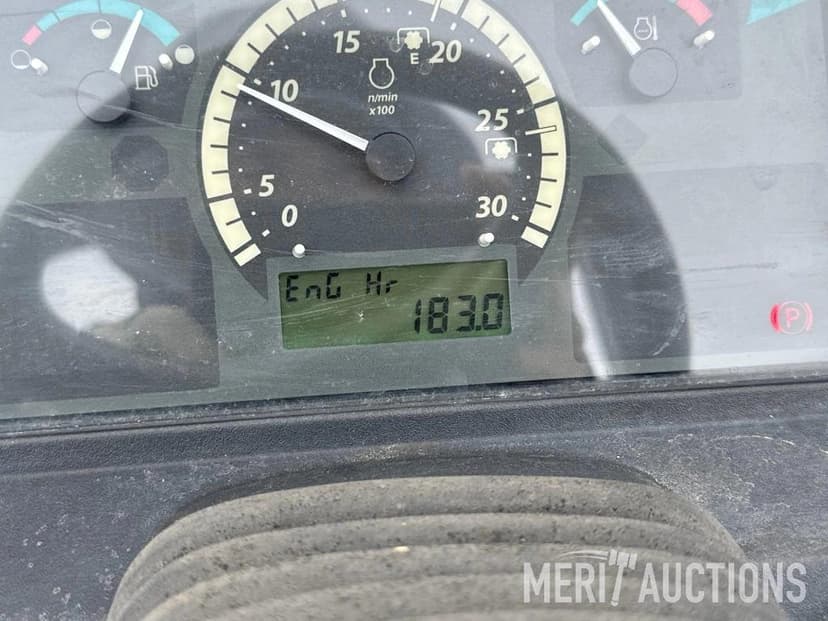 15
20
E
10
n/min
x100
25
5
0
30
EnG Hr
183.0
P
MERIT AUCTIONS